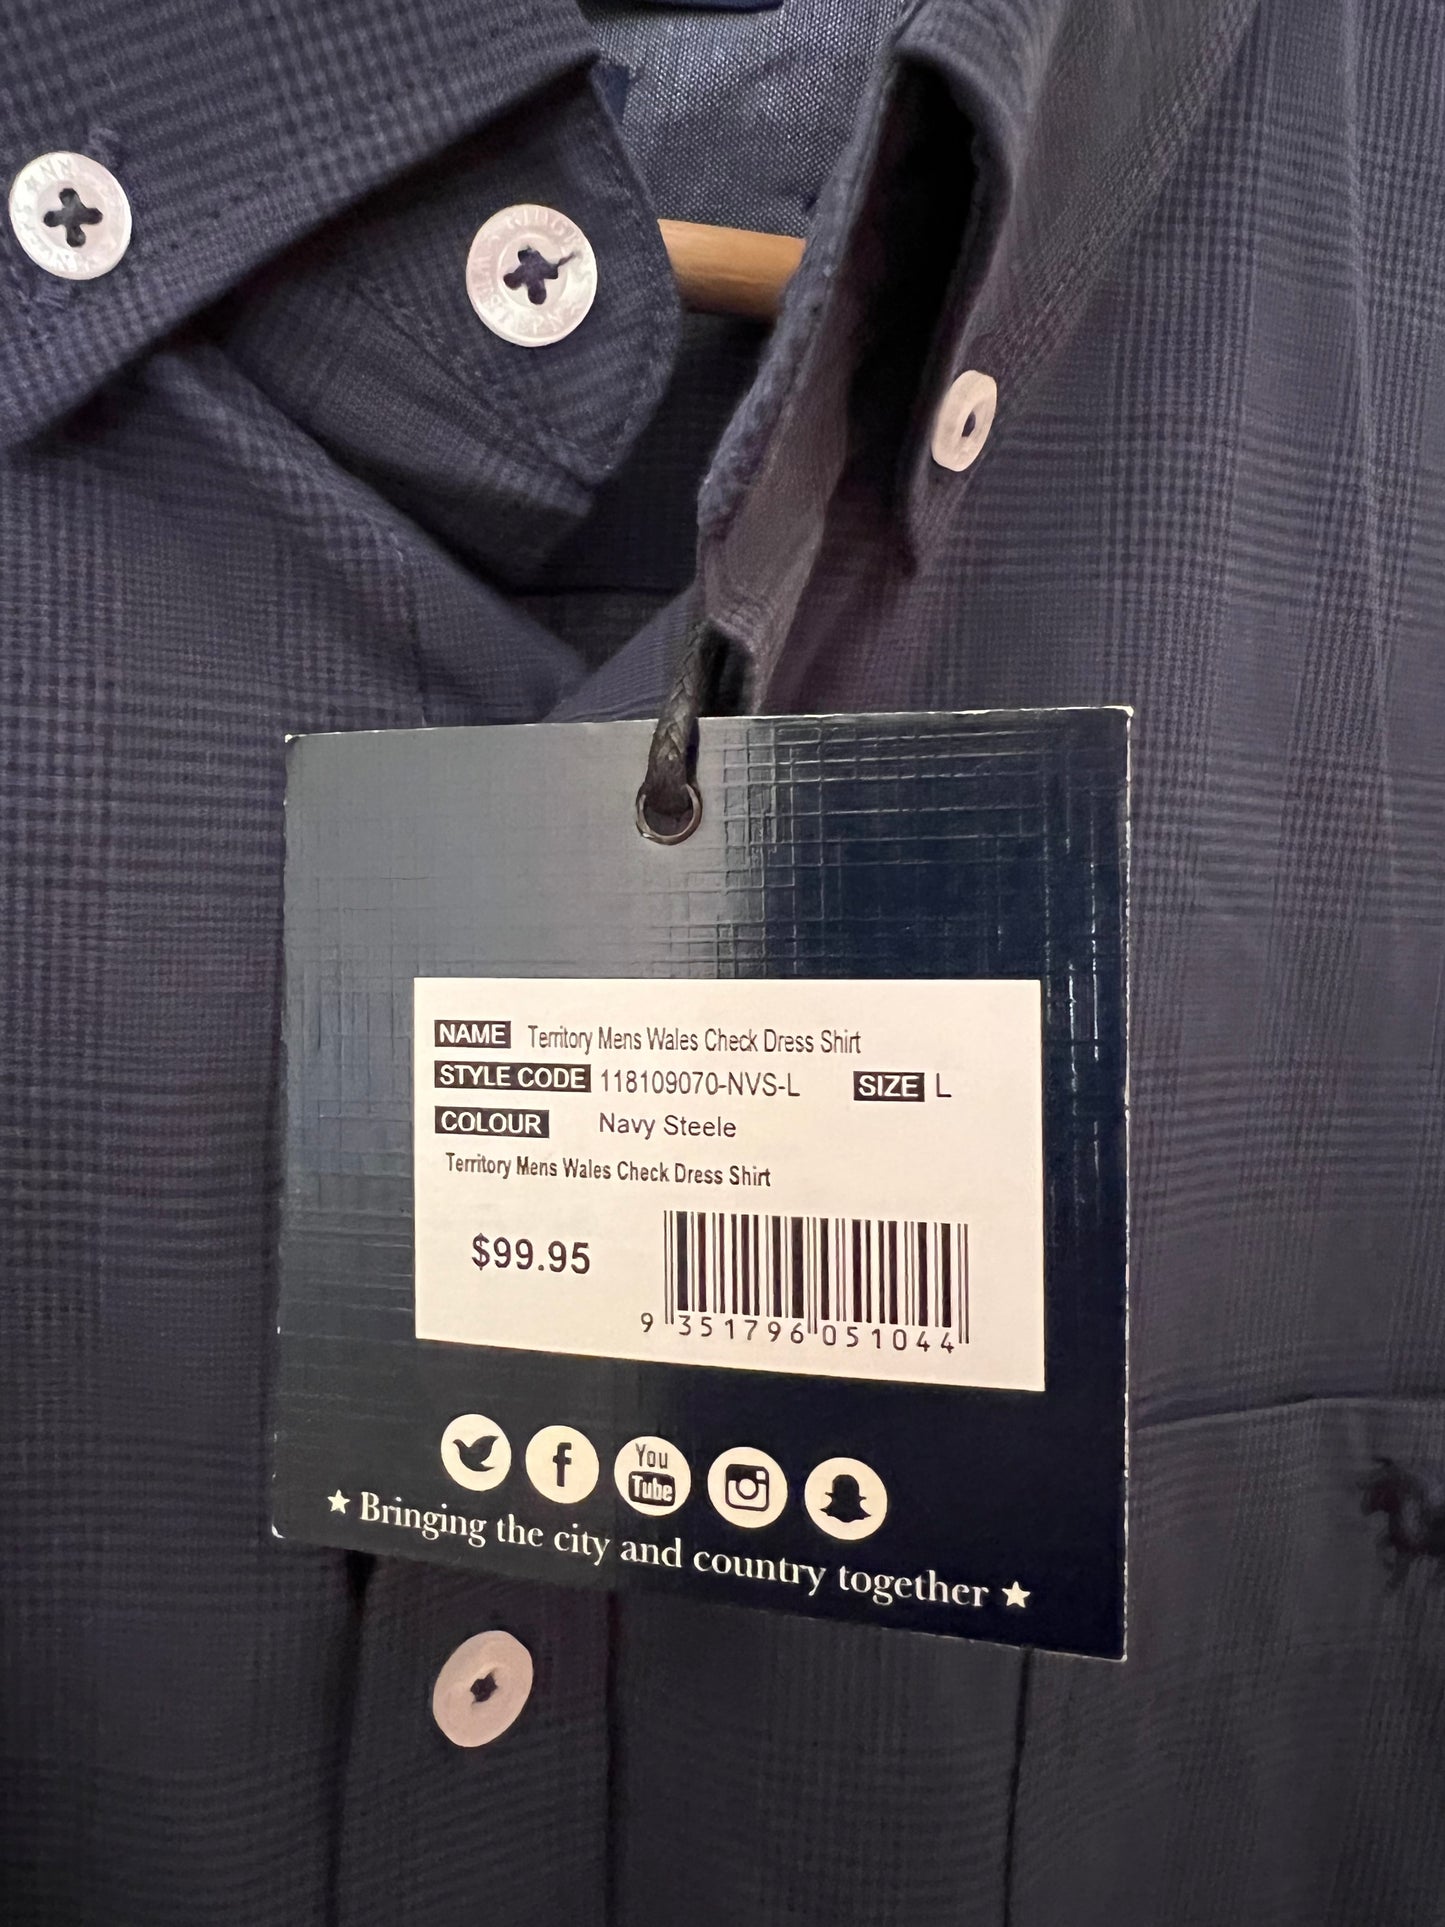 NAME Territory Mens Wales Check Dress Shirt
STYLE CODE 118109070-NVS-L SIZE L
COLOUR Navy Steele
Territory Mens Wales Check Dress Shirt
$99.95
9 351796 051044
f You Tube
★ Bringing the city and country together ★